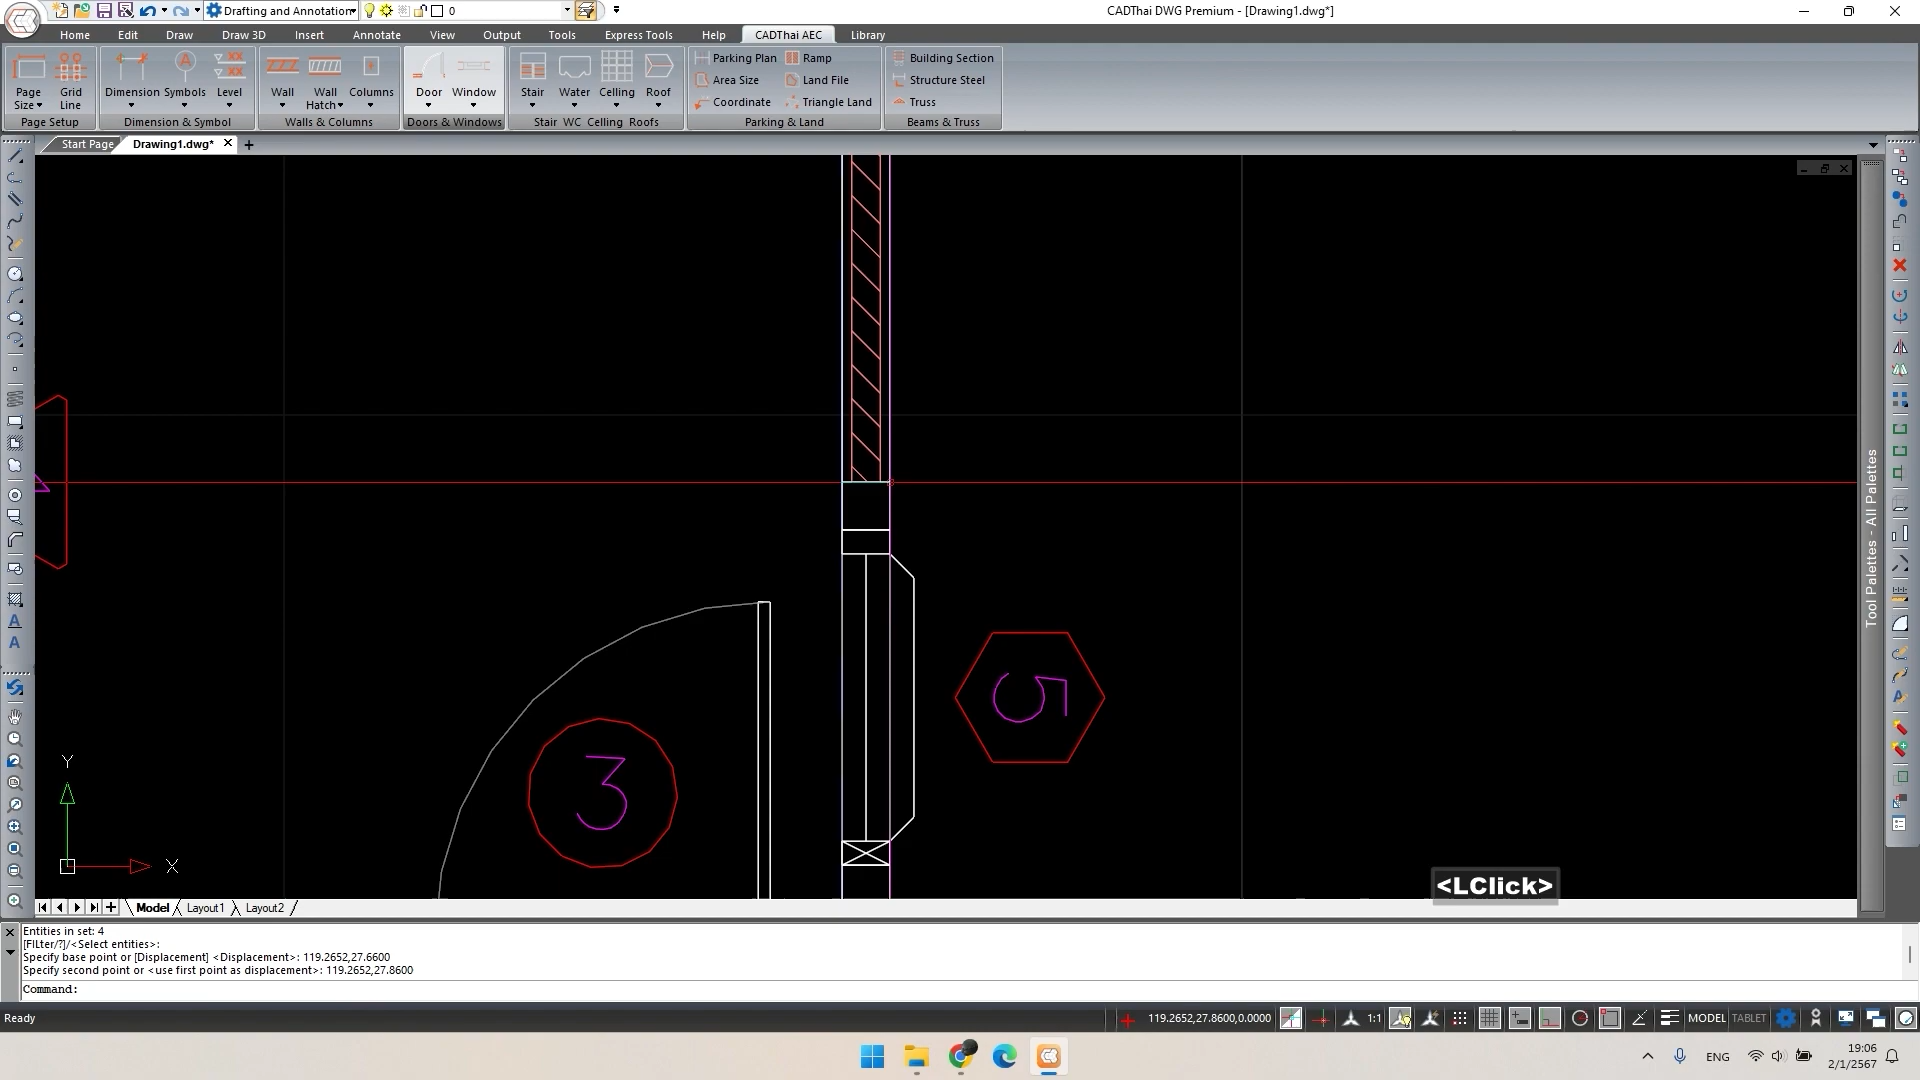 Drafting and Annotation
0
CADThai DWG Premium - [Drawing1.dwg*]
Home
Edit
Draw
Draw 3D
Insert
Annotate
View
Output
Tools
Express Tools
Help
CADThai AEC
Library
Page Size
Grid Line
Page Setup
Dimension
Symbols
Level
Dimension & Symbol
Wall
Wall Hatch
Columns
Walls & Columns
Door
Window
Doors & Windows
Stair
Water
Celling
Roof
Stair WC Celling Roofs
Parking Plan
Ramp
Area Size
Land File
Coordinate
Triangle Land
Parking & Land
Building Section
Structure Steel
Truss
Beams & Truss
Start Page
Drawing1.dwg*
Tool Palettes - All Palettes
5
3
Y
X
<LClick>
Model
Layout1
Layout2
Entities in set: 4
[FILter/?]/<Select entities>:
Specify base point or [Displacement] <Displacement>: 119.2652,27.6600
Specify second point or <use first point as displacement>: 119.2652,27.8600
Command:
Ready
119.2652,27.8600,0.0000
1:1
MODEL
TABLET
ENG
19:06
2/1/2567